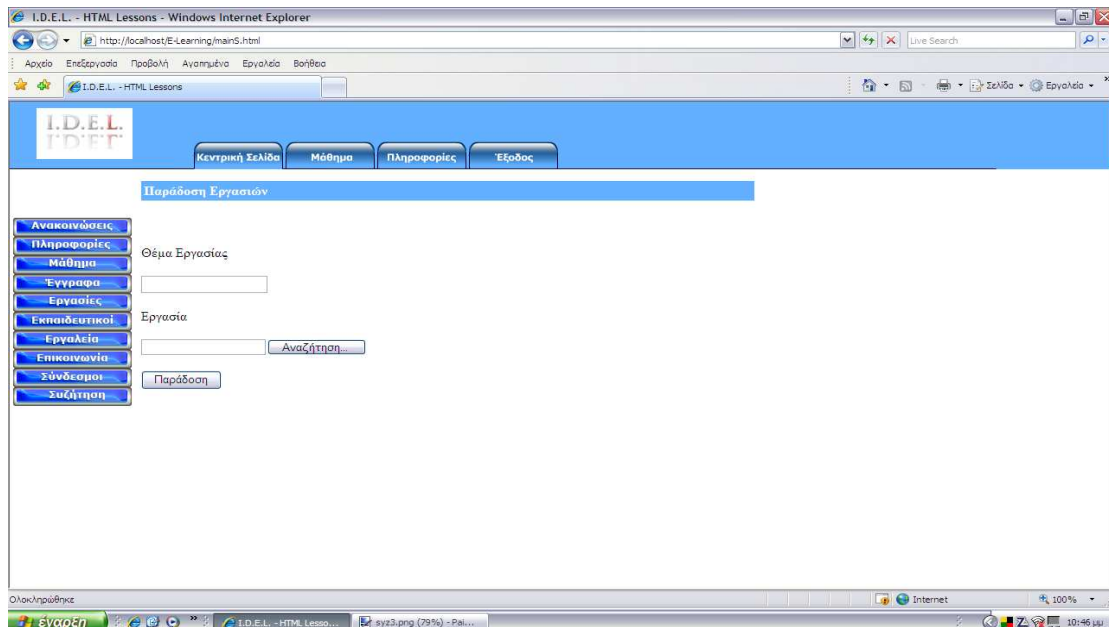 I.D.E.L. - HTML Lessons - Windows Internet Explorer
http://localhost/E-Learning/mainS.html
Live Search
Αρχείο Επεξεργασία Προβολή Αγαπημένα Εργαλεία Βοήθεια
I.D.E.L. - HTML Lessons
Σελίδα
Εργαλεία
I.D.E.L.
Κεντρική Σελίδα Μάθημα Πληροφορίες Έξοδος
Παράδοση Εργασιών
Ανακοινώσεις
Πληροφορίες
Μάθημα
Έγγραφα
Εργασίες
Εκπαιδευτικοί
Εργαλεία
Επικοινωνία
Σύνδεσμοι
Συζήτηση
Θέμα Εργασίας
Εργασία
Αναζήτηση...
Παράδοση
Ολοκληρώθηκε
Internet
100%
έναρξη
I.D.E.L. - HTML Lesso...
syz3.png (79%) - Pai...
10:46 μμ